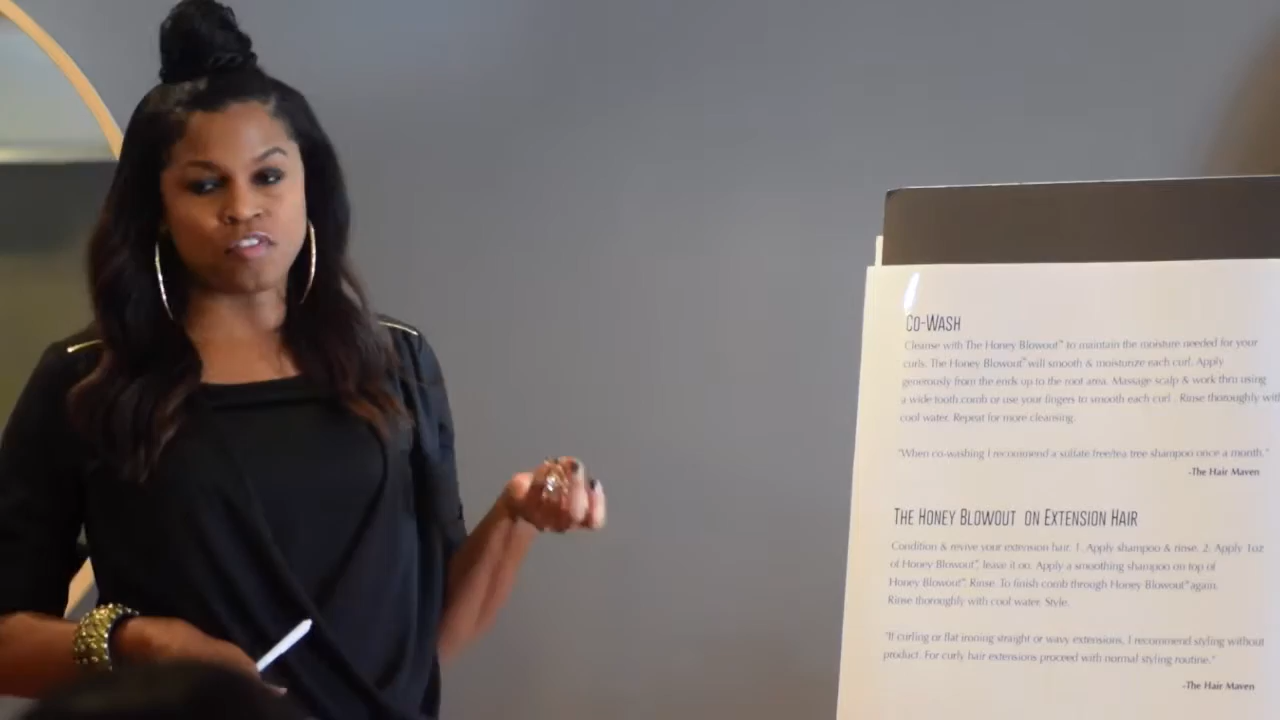 CO-WASH
Cleanse with The Honey Blowout™ to maintain the moisture needed for your
curls. The Honey Blowout™ will smooth & moisturize each curl. Apply
generously from the ends up to the root area. Massage scalp & work thru using
a wide tooth comb or use your fingers to smooth each curl . Rinse thoroughly with
cool water. Repeat for more cleansing.
"When co-washing I recommend a sulfate free/tea tree shampoo once a month."
-The Hair Maven
THE HONEY BLOWOUT ON EXTENSION HAIR
Condition & revive your extension hair. 1. Apply shampoo & rinse. 2. Apply 1oz
of Honey Blowout™, leave it on. Apply a smoothing shampoo on top of
Honey Blowout™. Rinse. To finish comb through Honey Blowout™ again.
Rinse thoroughly with cool water. Style.
"If curling or flat ironing straight or wavy extensions, I recommend styling without
product. For curly hair extensions proceed with normal styling routine."
-The Hair Maven